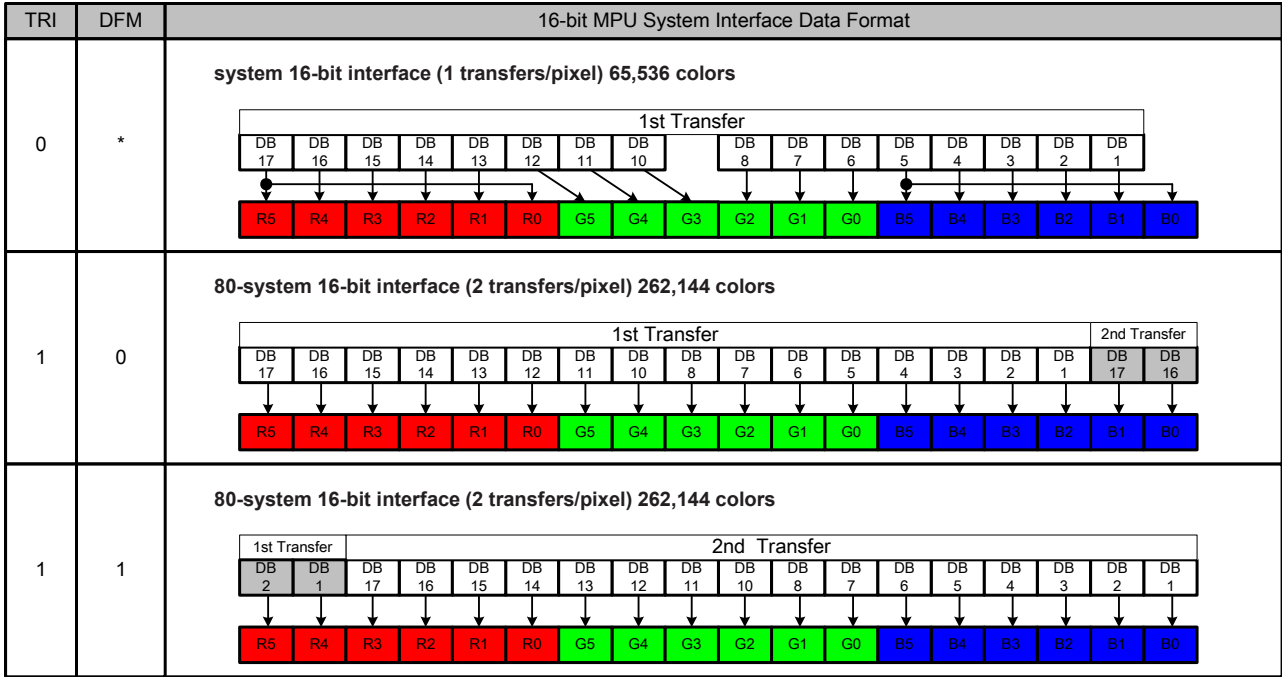 TRI DFM 16-bit MPU System Interface Data Format
0 *
system 16-bit interface (1 transfers/pixel) 65,536 colors
1st Transfer
DB 17 DB 16 DB 15 DB 14 DB 13 DB 12 DB 11 DB 10 DB 8 DB 7 DB 6 DB 5 DB 4 DB 3 DB 2 DB 1
R5 R4 R3 R2 R1 R0 G5 G4 G3 G2 G1 G0 B5 B4 B3 B2 B1 B0
1 0
80-system 16-bit interface (2 transfers/pixel) 262,144 colors
1st Transfer 2nd Transfer
DB 17 DB 16 DB 15 DB 14 DB 13 DB 12 DB 11 DB 10 DB 8 DB 7 DB 6 DB 5 DB 4 DB 3 DB 2 DB 1 DB 17 DB 16
R5 R4 R3 R2 R1 R0 G5 G4 G3 G2 G1 G0 B5 B4 B3 B2 B1 B0
1 1
80-system 16-bit interface (2 transfers/pixel) 262,144 colors
1st Transfer 2nd Transfer
DB 2 DB 1 DB 17 DB 16 DB 15 DB 14 DB 13 DB 12 DB 11 DB 10 DB 8 DB 7 DB 6 DB 5 DB 4 DB 3 DB 2 DB 1
R5 R4 R3 R2 R1 R0 G5 G4 G3 G2 G1 G0 B5 B4 B3 B2 B1 B0